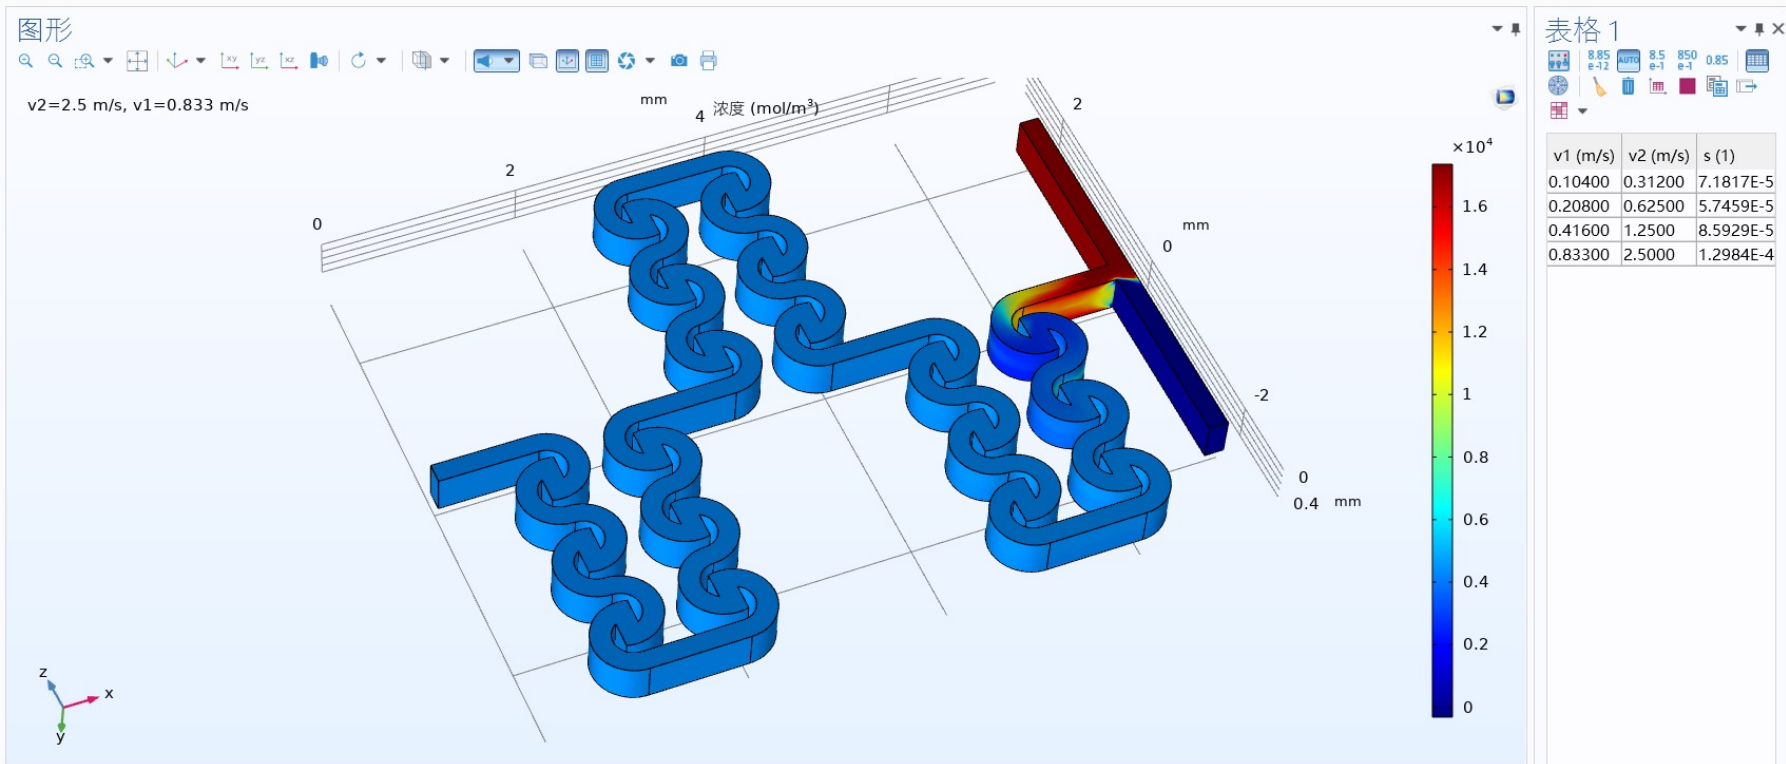 图形
表格 1
8.85
e-12
AUTO
8.5
e-1
850
e-1
0.85
xy
yz
xz
v2=2.5 m/s, v1=0.833 m/s
mm
浓度 (mol/m³)
4
2
0
2
mm
0
-2
0
0.4 mm
×10⁴
1.6
1.4
1.2
1
0.8
0.6
0.4
0.2
0
z
x
y
v1 (m/s) v2 (m/s) s (1)
0.10400 0.31200 7.1817E-5
0.20800 0.62500 5.7459E-5
0.41600 1.2500 8.5929E-5
0.83300 2.5000 1.2984E-4